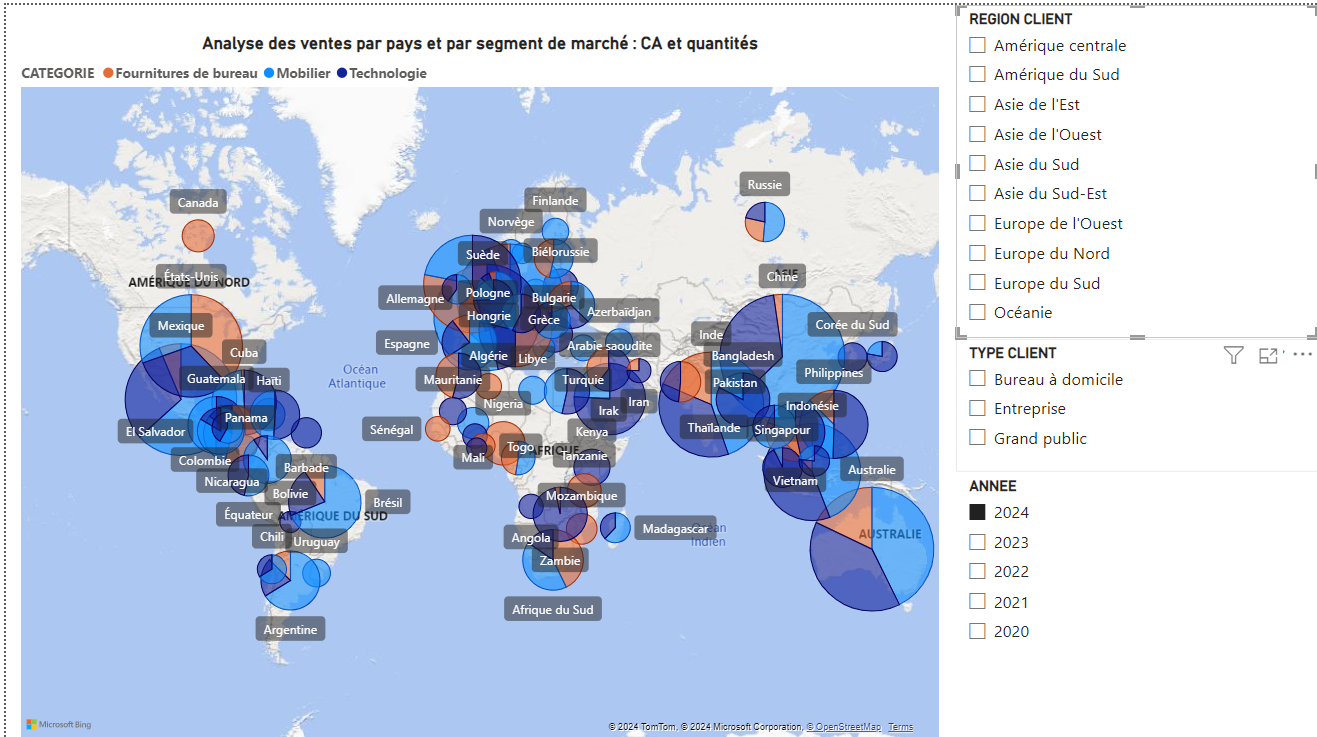 Analyse des ventes par pays et par segment de marché : CA et quantités
CATEGORIE Fournitures de bureau Mobilier Technologie
Canada
États-Unis
AMÉRIQUE DU NORD
Mexique
Cuba
Guatemala
Haïti
Panama
El Salvador
Colombie
Nicaragua
Barbade
Bolivie
Brésil
Équateur
AMÉRIQUE DU SUD
Chili
Uruguay
Argentine
Océan
Atlantique
Finlande
Norvège
Suède
Biélorussie
Allemagne
Pologne
Bulgarie
Hongrie
Grèce
Azerbaïdjan
Espagne
Algérie
Libye
Arabie saoudite
Mauritanie
Turquie
Nigeria
Irak
Iran
Sénégal
Kenya
Mali
Togo
AFRIQUE
Tanzanie
Mozambique
Angola
Madagascar
Océan
Indien
Zambie
Afrique du Sud
Russie
ASIE
Chine
Corée du Sud
Inde
Bangladesh
Philippines
Pakistan
Indonésie
Thaïlande
Singapour
Vietnam
Australie
AUSTRALIE
Microsoft Bing
© 2024 TomTom, © 2024 Microsoft Corporation, © OpenStreetMap Terms
REGION CLIENT
Amérique centrale
Amérique du Sud
Asie de l'Est
Asie de l'Ouest
Asie du Sud
Asie du Sud-Est
Europe de l'Ouest
Europe du Nord
Europe du Sud
Océanie
TYPE CLIENT
Bureau à domicile
Entreprise
Grand public
ANNEE
2024
2023
2022
2021
2020